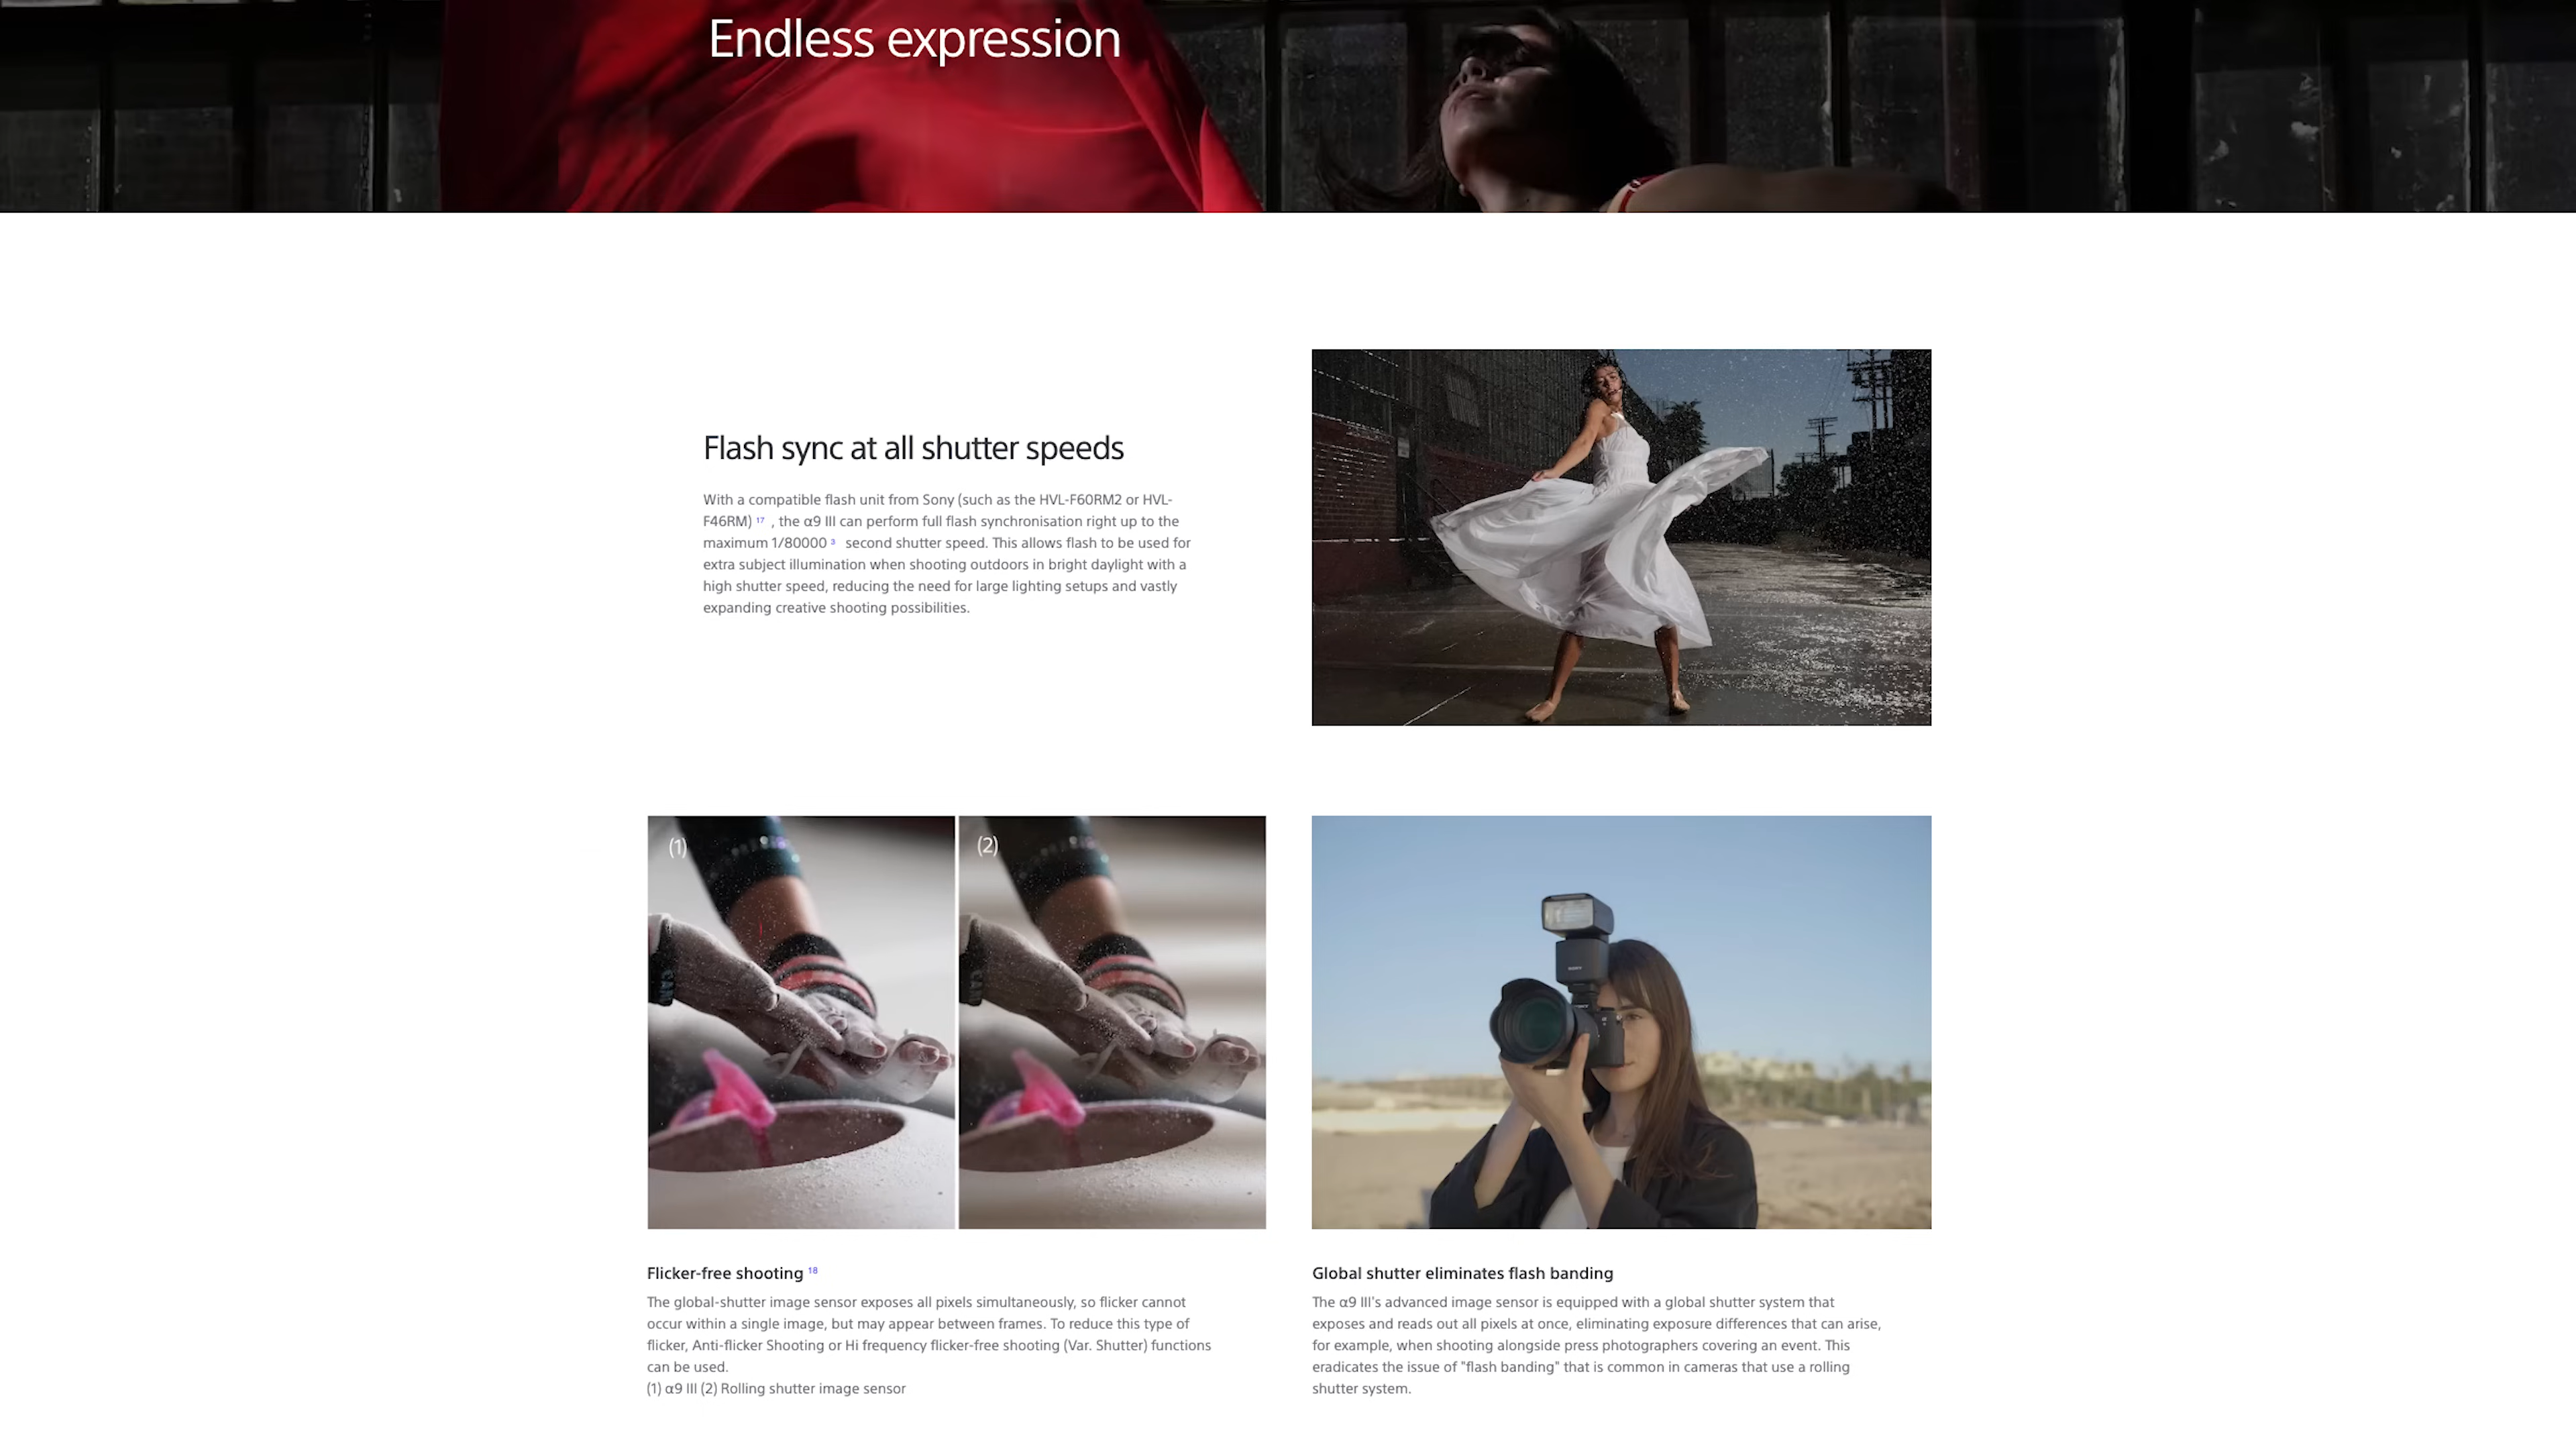 Endless expression
Flash sync at all shutter speeds
With a compatible flash unit from Sony (such as the HVL-F60RM2 or HVL-
F46RM) 17 , the α9 III can perform full flash synchronisation right up to the
maximum 1/80000 3 second shutter speed. This allows flash to be used for
extra subject illumination when shooting outdoors in bright daylight with a
high shutter speed, reducing the need for large lighting setups and vastly
expanding creative shooting possibilities.
(1)
(2)
Flicker-free shooting 18
The global-shutter image sensor exposes all pixels simultaneously, so flicker cannot
occur within a single image, but may appear between frames. To reduce this type of
flicker, Anti-flicker Shooting or Hi frequency flicker-free shooting (Var. Shutter) functions
can be used.
(1) α9 III (2) Rolling shutter image sensor
Global shutter eliminates flash banding
The α9 III's advanced image sensor is equipped with a global shutter system that
exposes and reads out all pixels at once, eliminating exposure differences that can arise,
for example, when shooting alongside press photographers covering an event. This
eradicates the issue of "flash banding" that is common in cameras that use a rolling
shutter system.